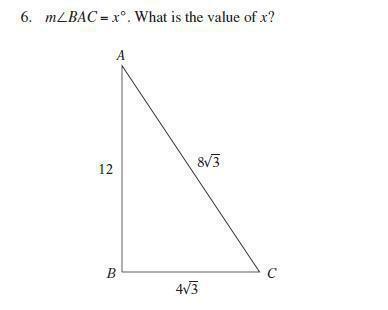 6. m∠BAC = x°. What is the value of x?
A
8√3
12
B
C
4√3